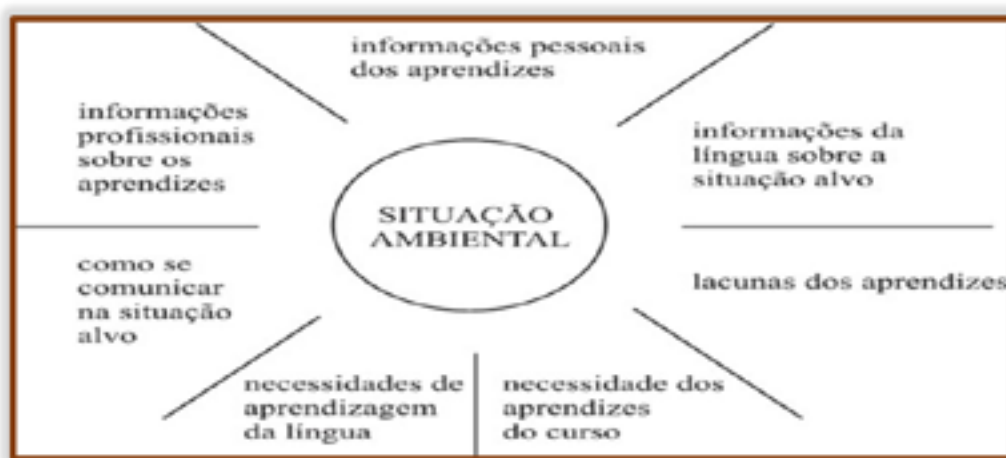 informações pessoais
dos aprendizes
informações
profissionais
sobre os
aprendizes
informações da
língua sobre a
situação alvo
SITUAÇÃO
AMBIENTAL
como se
comunicar
na situação
alvo
lacunas dos aprendizes
necessidades de
aprendizagem
da língua
necessidade dos
aprendizes
do curso